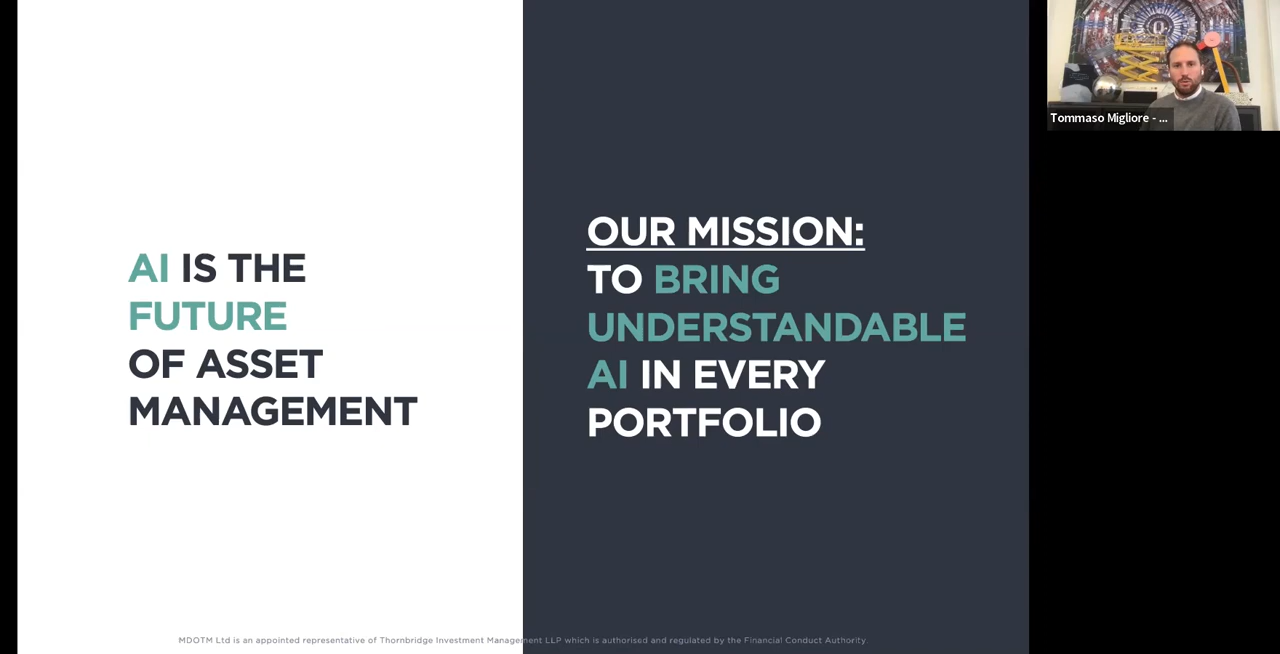 AI IS THE
FUTURE
OF ASSET
MANAGEMENT
OUR MISSION:
TO BRING
UNDERSTANDABLE
AI IN EVERY
PORTFOLIO
MDOTM Ltd is an appointed representative of Thornbridge Investment Management LLP which is authorised and regulated by the Financial Conduct Authority.
Tommaso Migliore - ...